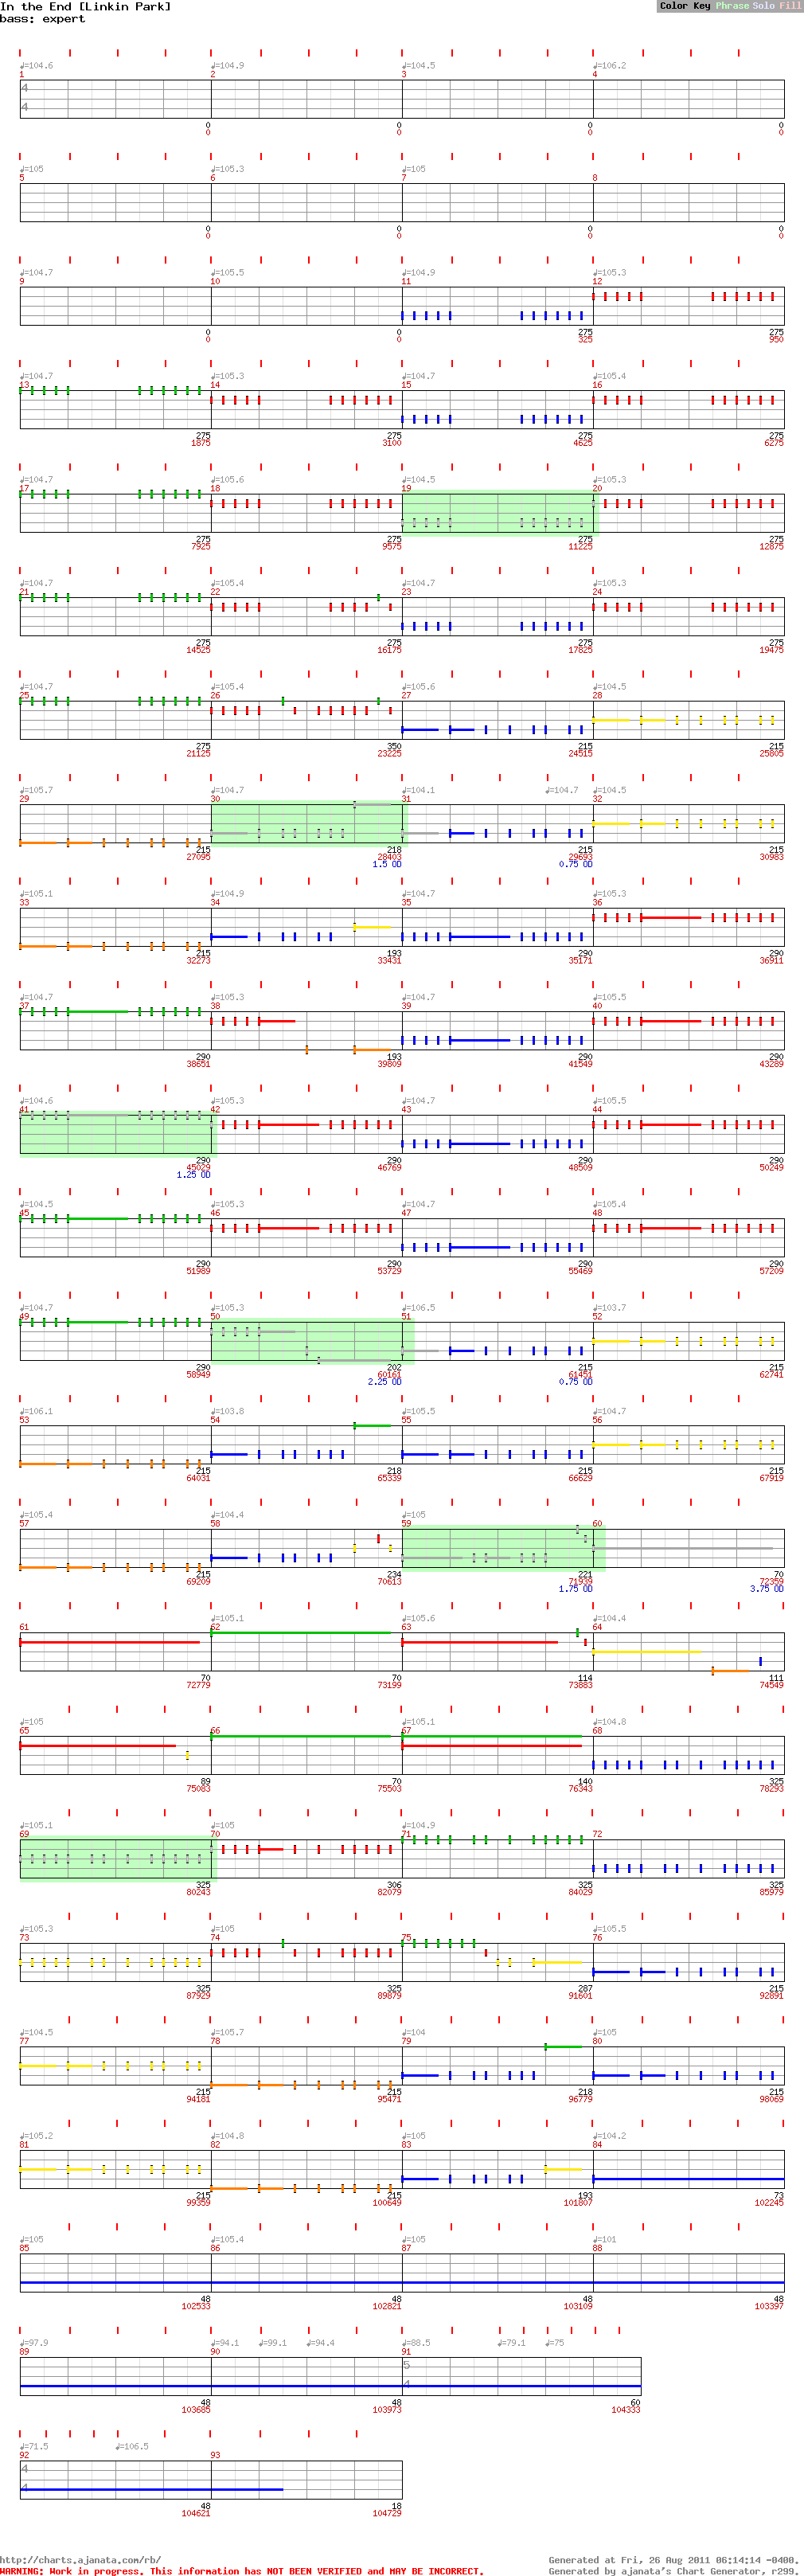 In the End [Linkin Park]
Color Key Phrase Solo Fill
bass: expert
♩=104.6 ♩=104.9 ♩=104.5 ♩=106.2
1 2 3 4
4
4
0 0 0 0
0 0 0 0
♩=105 ♩=105.3 ♩=105
5 6 7 8
0 0 0 0
0 0 0 0
♩=104.7 ♩=105.5 ♩=104.9 ♩=105.3
9 10 11 12
0 0 275 275
0 0 325 950
♩=104.7 ♩=105.3 ♩=104.7 ♩=105.4
13 14 15 16
275 275 275 275
1875 3100 4625 6275
♩=104.7 ♩=105.6 ♩=104.5 ♩=105.3
17 18 19 20
275 275 275 275
7925 9575 11225 12875
♩=104.7 ♩=105.4 ♩=104.7 ♩=105.3
21 22 23 24
275 275 275 275
14525 16175 17825 19475
♩=104.7 ♩=105.4 ♩=105.6 ♩=104.5
25 26 27 28
275 350 215 215
21125 23225 24515 25805
♩=105.7 ♩=104.7 ♩=104.1 ♩=104.7 ♩=104.5
29 30 31 32
215 218 215 215
27095 28403 29693 30983
1.5 OD 0.75 OD
♩=105.1 ♩=104.9 ♩=104.7 ♩=105.3
33 34 35 36
215 193 290 290
32273 33431 35171 36911
♩=104.7 ♩=105.3 ♩=104.7 ♩=105.5
37 38 39 40
290 193 290 290
38651 39809 41549 43289
♩=104.6 ♩=105.3 ♩=104.7 ♩=105.5
41 42 43 44
290 290 290 290
45029 46769 48509 50249
1.25 OD
♩=104.5 ♩=105.3 ♩=104.7 ♩=105.4
45 46 47 48
290 290 290 290
51989 53729 55469 57209
♩=104.7 ♩=105.3 ♩=106.5 ♩=103.7
49 50 51 52
290 202 215 215
58949 60161 61451 62741
2.25 OD 0.75 OD
♩=106.1 ♩=103.8 ♩=105.5 ♩=104.7
53 54 55 56
215 218 215 215
64031 65339 66629 67919
♩=105.4 ♩=104.4 ♩=105
57 58 59 60
215 234 221 70
69209 70613 71939 72359
1.75 OD 3.75 OD
♩=105.1 ♩=105.6 ♩=104.4
61 62 63 64
70 70 114 111
72779 73199 73883 74549
♩=105 ♩=105.1 ♩=104.8
65 66 67 68
89 70 140 325
75083 75503 76343 78293
♩=105.1 ♩=105 ♩=104.9
69 70 71 72
325 306 325 325
80243 82079 84029 85979
♩=105.3 ♩=105 ♩=105.5
73 74 75 76
325 325 287 215
87929 89879 91601 92891
♩=104.5 ♩=105.7 ♩=104 ♩=105
77 78 79 80
215 215 218 215
94181 95471 96779 98069
♩=105.2 ♩=104.8 ♩=105 ♩=104.2
81 82 83 84
215 215 193 73
99359 100649 101807 102245
♩=105 ♩=105.4 ♩=105 ♩=101
85 86 87 88
48 48 48 48
102533 102821 103109 103397
♩=97.9 ♩=94.1 ♩=99.1 ♩=94.4 ♩=88.5 ♩=79.1 ♩=75
89 90 91
5
4
48 48 60
103685 103973 104333
♩=71.5 ♩=106.5
92 93
4
4
48 18
104621 104729
http://charts.ajanata.com/rb/
Generated at Fri, 26 Aug 2011 06:14:14 -0400.
WARNING: Work in progress. This information has NOT BEEN VERIFIED and MAY BE INCORRECT.
Generated by ajanata's Chart Generator, r299.